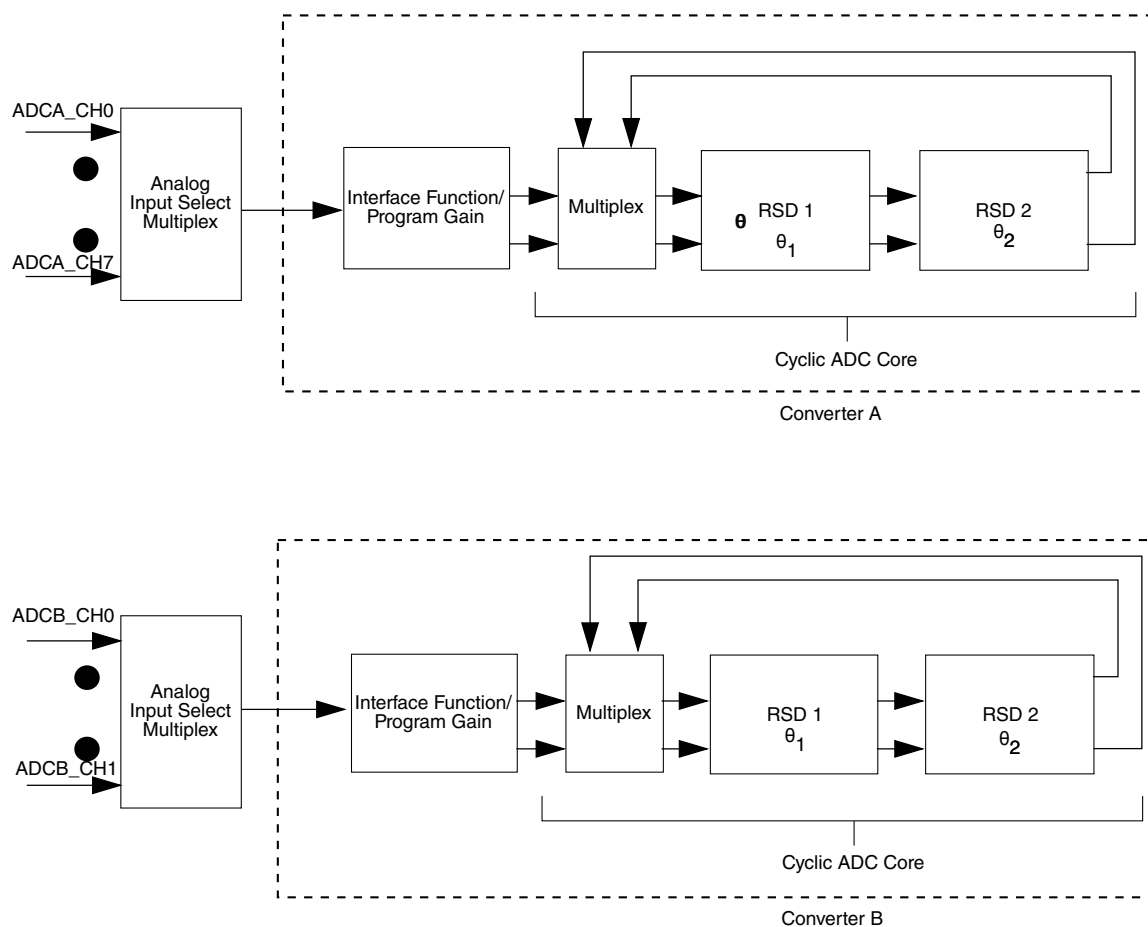 ADCA_CH0
ADCA_CH7
Analog
Input Select
Multiplex
Interface Function/
Program Gain
Multiplex
RSD 1
θ
θ1
RSD 2
θ2
Cyclic ADC Core
Converter A
ADCB_CH0
ADCB_CH1
Analog
Input Select
Multiplex
Interface Function/
Program Gain
Multiplex
RSD 1
θ1
RSD 2
θ2
Cyclic ADC Core
Converter B